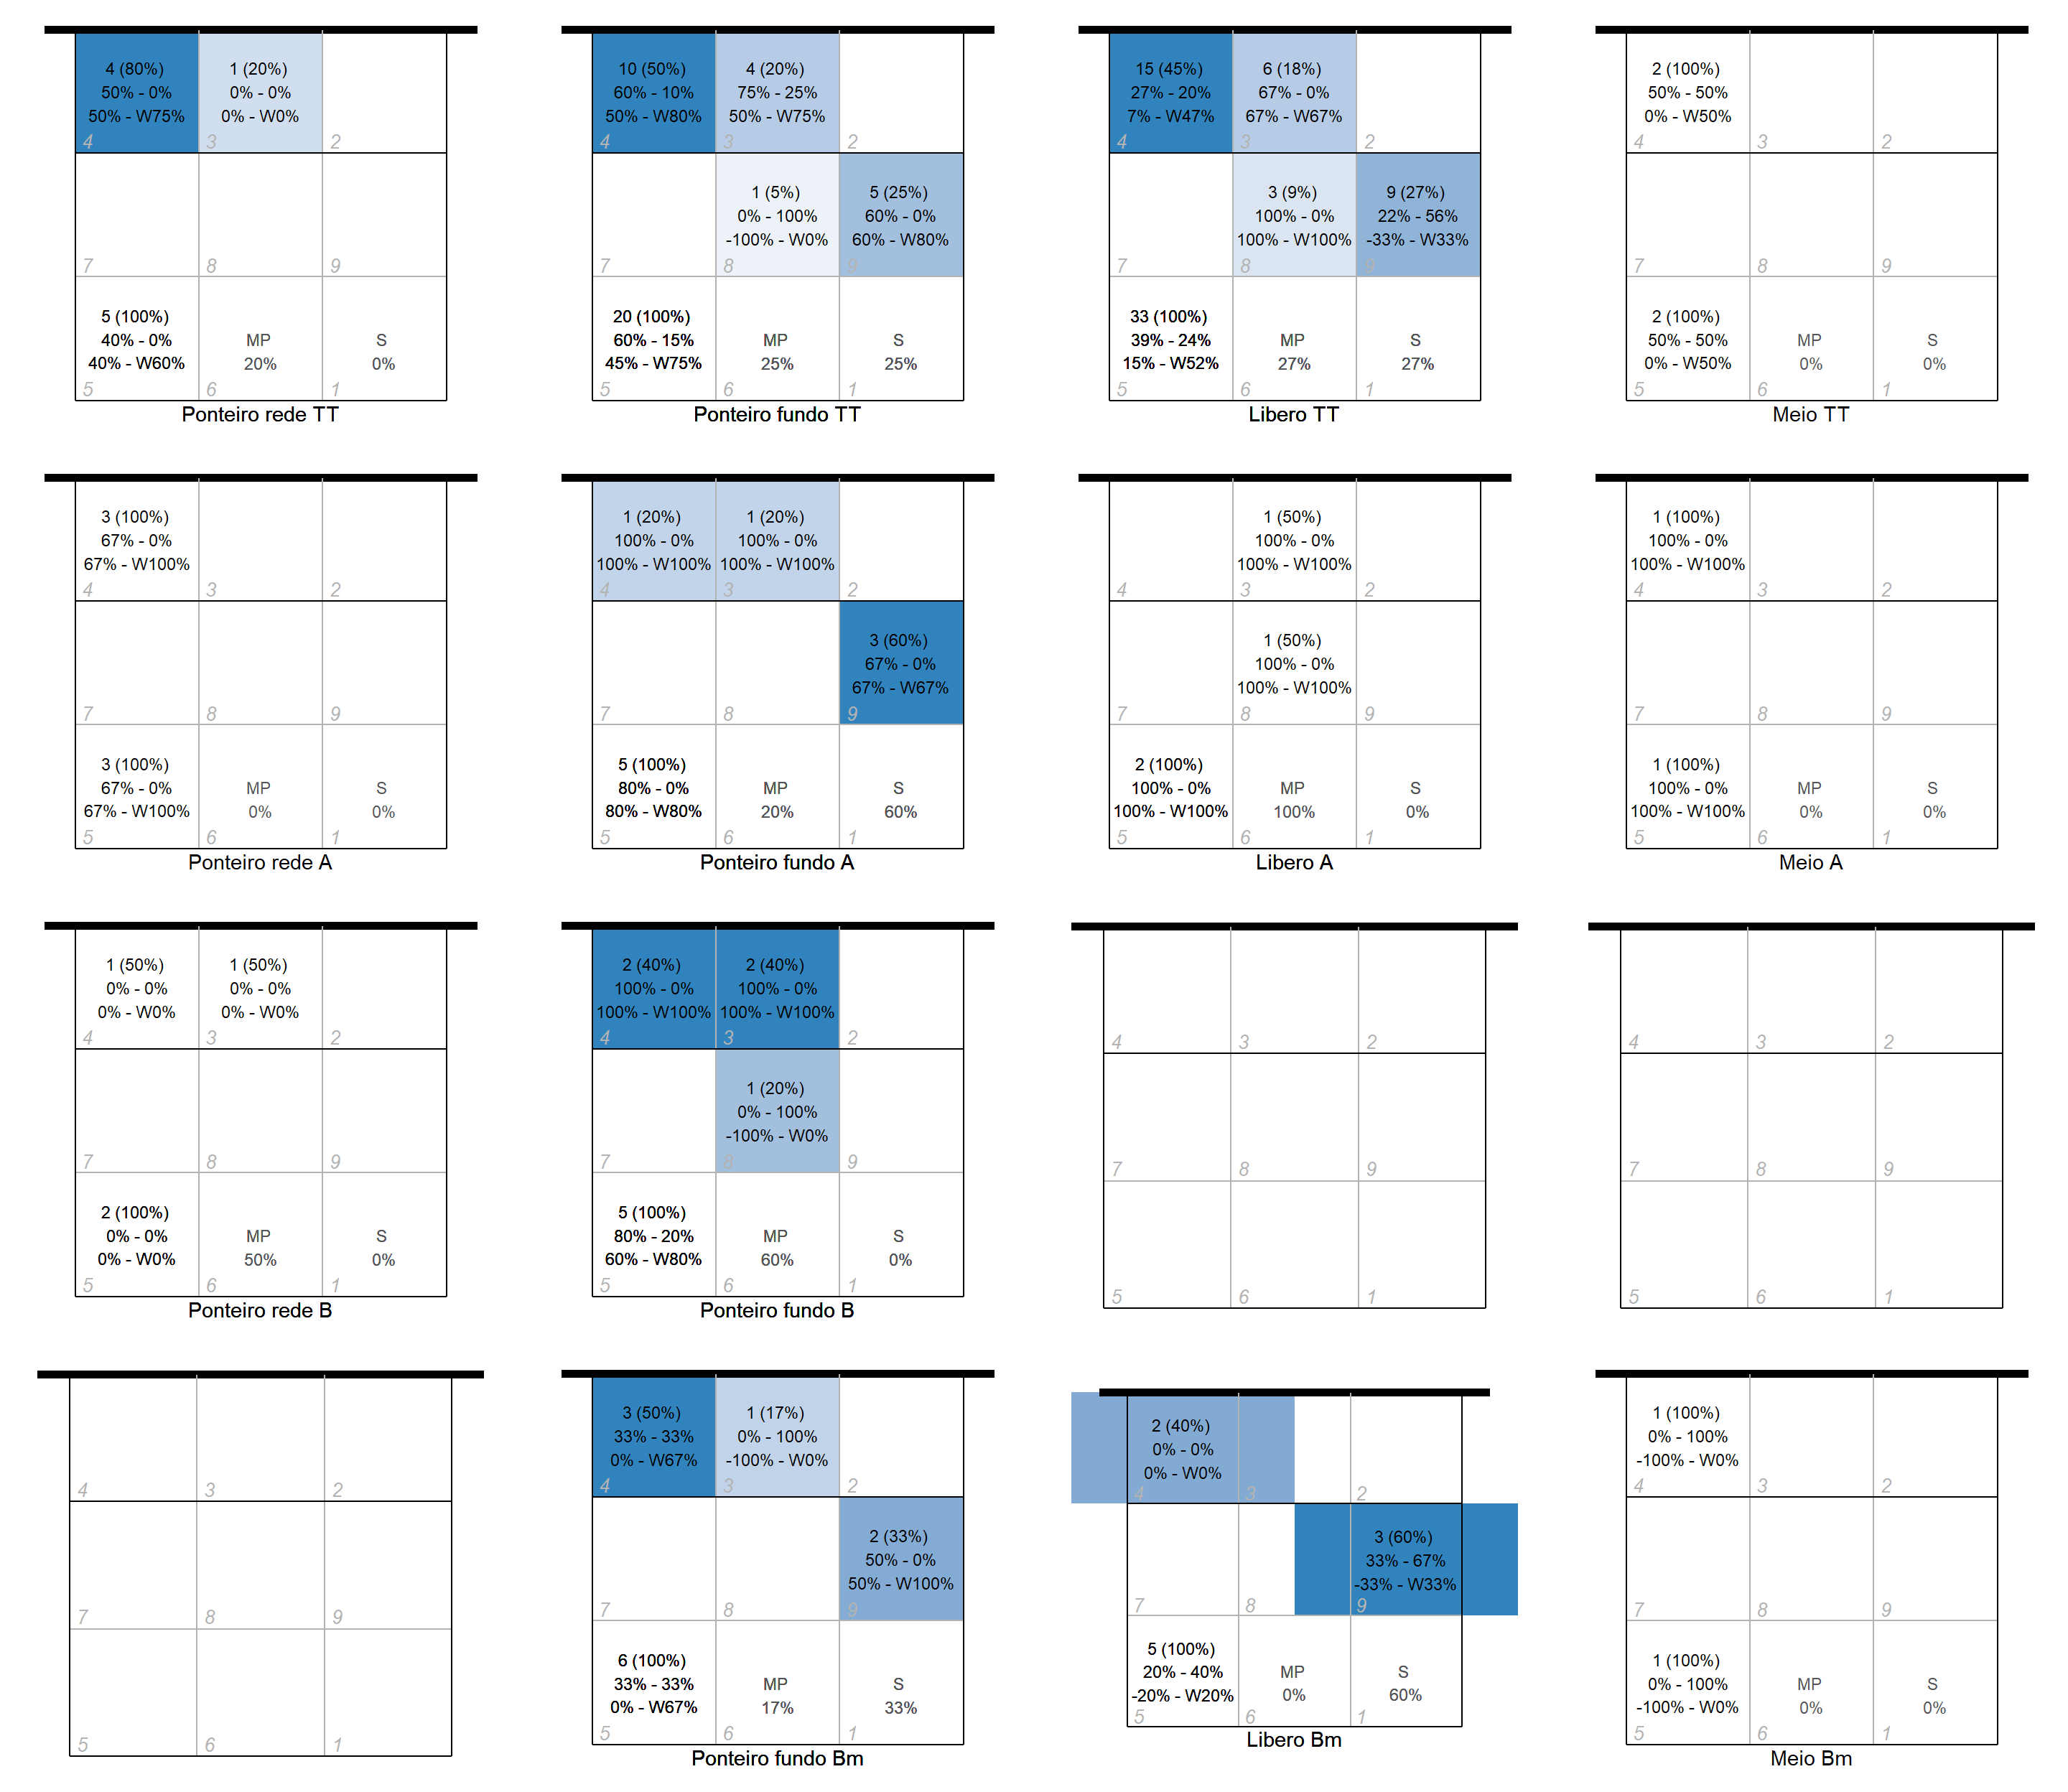 4 (80%)
50% - 0%
50% - W75%
4
1 (20%)
0% - 0%
0% - W0%
3
2
7
8
9
5 (100%)
40% - 0%
40% - W60%
5
MP
20%
6
S
0%
1
Ponteiro rede TT
10 (50%)
60% - 10%
50% - W80%
4
4 (20%)
75% - 25%
50% - W75%
3
2
7
1 (5%)
0% - 100%
-100% - W0%
8
5 (25%)
60% - 0%
60% - W80%
9
20 (100%)
60% - 15%
45% - W75%
5
MP
25%
6
S
25%
1
Ponteiro fundo TT
15 (45%)
27% - 20%
7% - W47%
4
6 (18%)
67% - 0%
67% - W67%
3
2
7
3 (9%)
100% - 0%
100% - W100%
8
9 (27%)
22% - 56%
-33% - W33%
9
33 (100%)
39% - 24%
15% - W52%
5
MP
27%
6
S
27%
1
Libero TT
2 (100%)
50% - 50%
0% - W50%
4
3
2
7
8
9
2 (100%)
50% - 50%
0% - W50%
5
MP
0%
6
S
0%
1
Meio TT
3 (100%)
67% - 0%
67% - W100%
4
3
2
7
8
9
3 (100%)
67% - 0%
67% - W100%
5
MP
0%
6
S
0%
1
Ponteiro rede A
1 (20%)
100% - 0%
100% - W100%
4
1 (20%)
100% - 0%
100% - W100%
3
2
7
8
3 (60%)
67% - 0%
67% - W67%
9
5 (100%)
80% - 0%
80% - W80%
5
MP
20%
6
S
60%
1
Ponteiro fundo A
4
1 (50%)
100% - 0%
100% - W100%
3
2
7
1 (50%)
100% - 0%
100% - W100%
8
9
2 (100%)
100% - 0%
100% - W100%
5
MP
100%
6
S
0%
1
Libero A
1 (100%)
100% - 0%
100% - W100%
4
3
2
7
8
9
1 (100%)
100% - 0%
100% - W100%
5
MP
0%
6
S
0%
1
Meio A
1 (50%)
0% - 0%
0% - W0%
4
1 (50%)
0% - 0%
0% - W0%
3
2
7
8
9
2 (100%)
0% - 0%
0% - W0%
5
MP
50%
6
S
0%
1
Ponteiro rede B
2 (40%)
100% - 0%
100% - W100%
4
2 (40%)
100% - 0%
100% - W100%
3
2
7
1 (20%)
0% - 100%
-100% - W0%
8
9
5 (100%)
80% - 20%
60% - W80%
5
MP
60%
6
S
0%
1
Ponteiro fundo B
4
3
2
7
8
9
5
6
1
4
3
2
7
8
9
5
6
1
4
3
2
7
8
9
5
6
1
3 (50%)
33% - 33%
0% - W67%
4
1 (17%)
0% - 100%
-100% - W0%
3
2
7
8
2 (33%)
50% - 0%
50% - W100%
9
6 (100%)
33% - 33%
0% - W67%
5
MP
17%
6
S
33%
1
Ponteiro fundo Bm
2 (40%)
0% - 0%
0% - W0%
4
3
2
7
8
3 (60%)
33% - 67%
-33% - W33%
9
5 (100%)
20% - 40%
-20% - W20%
5
MP
0%
6
S
60%
1
Libero Bm
1 (100%)
0% - 100%
-100% - W0%
4
3
2
7
8
9
1 (100%)
0% - 100%
-100% - W0%
5
MP
0%
6
S
0%
1
Meio Bm